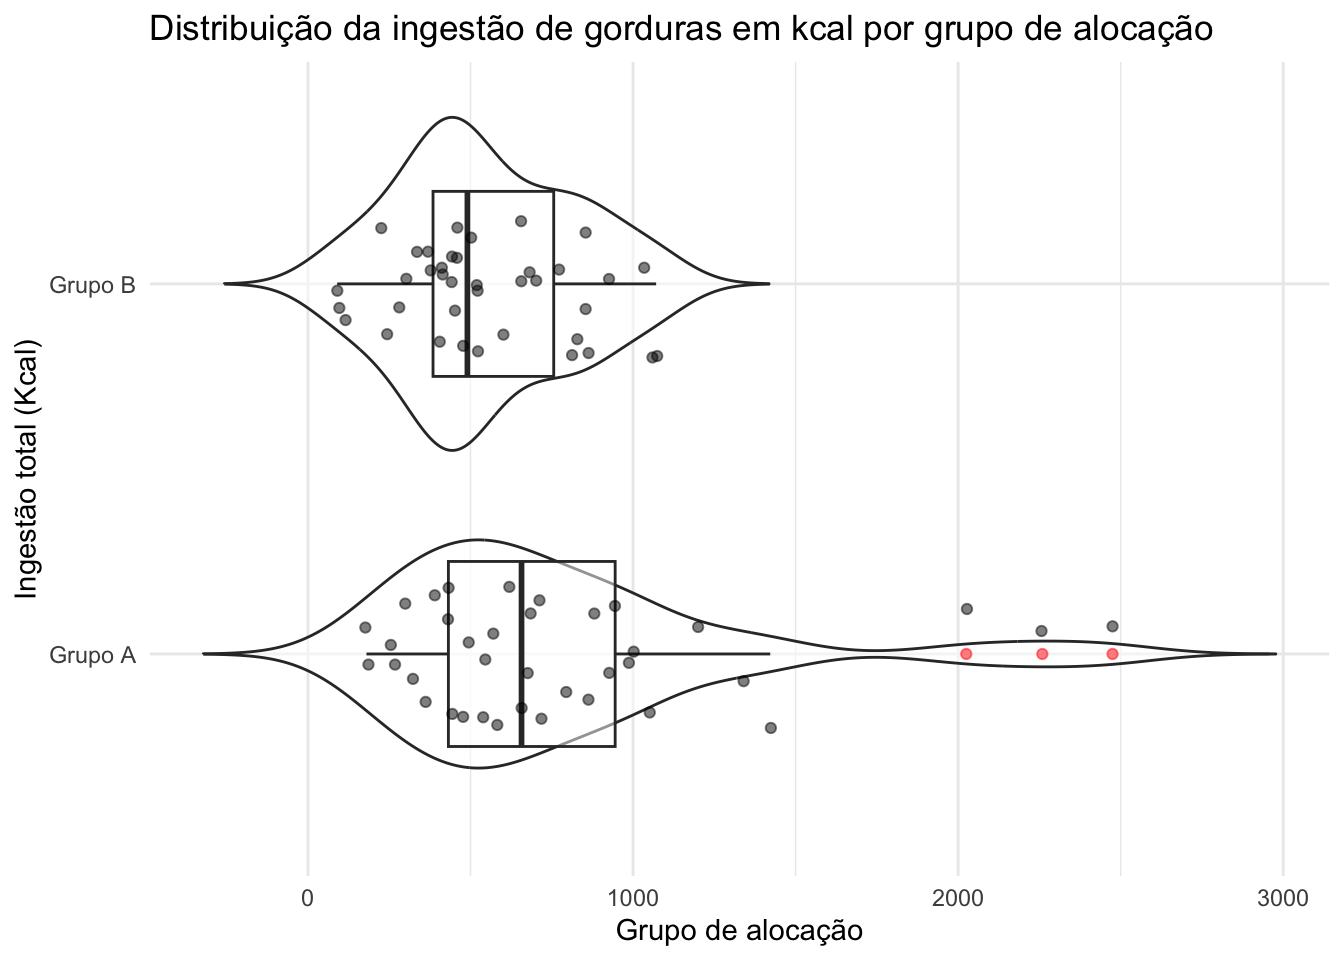 Distribuição da ingestão de gorduras em kcal por grupo de alocação
Ingestão total (Kcal)
Grupo B
Grupo A
0
1000
2000
3000
Grupo de alocação